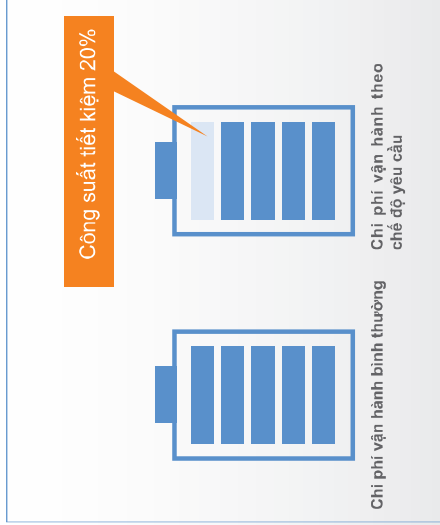 Công suất tiết kiệm 20%
Chi phí vận hành bình thường
Chi phí vận hành theo
chế độ yêu cầu